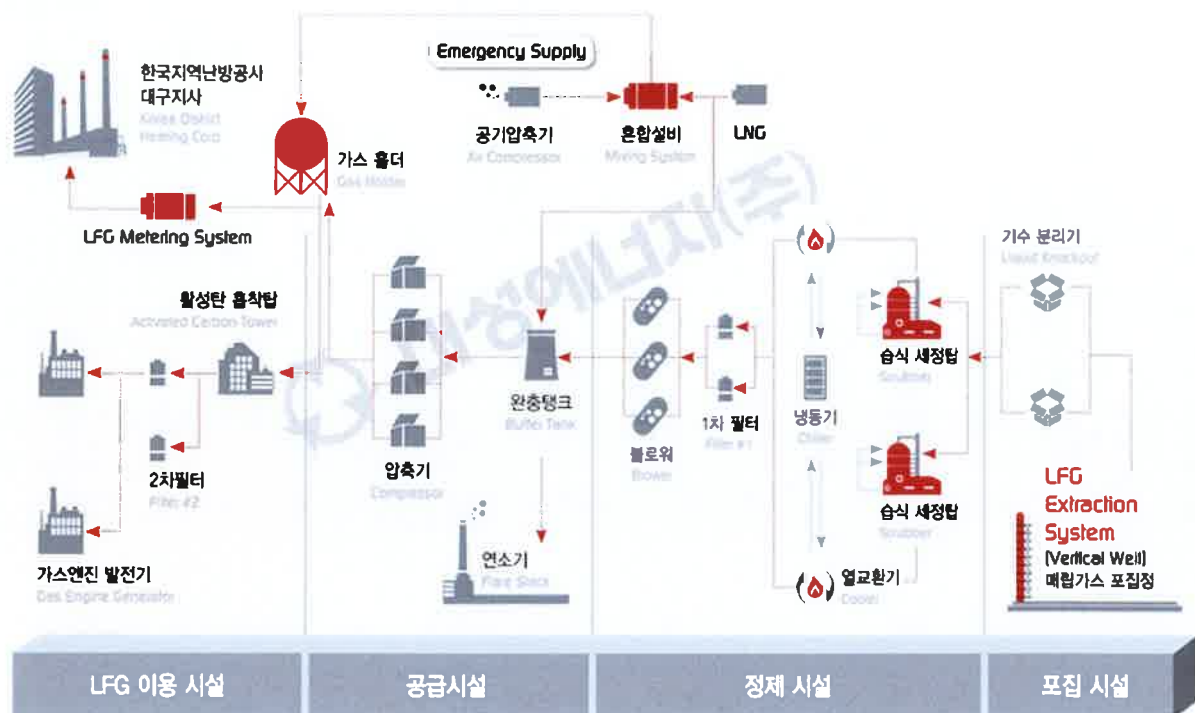 Emergency Supply
한국지역난방공사
대구지사
Korea District
Heating Corp
공기압축기
Air Compressor
혼합설비
Mixing System
LNG
가스 홀더
Gas Holder
LFG Metering System
대성에너지(주)
기수 분리기
Liquid Knockout
활성탄 흡착탑
Activated Carbon Tower
습식 세정탑
Scrubber
완충탱크
Buffer Tank
1차 필터
Filter #1
냉동기
Chiller
블로워
Blower
압축기
Compressor
2차필터
Filter #2
습식 세정탑
Scrubber
LFG
Extraction
System
(Vertical Well)
매립가스 포집정
연소기
Flare Stack
열교환기
Cooler
가스엔진 발전기
Gas Engine Generator
LFG 이용 시설
공급시설
정제 시설
포집 시설